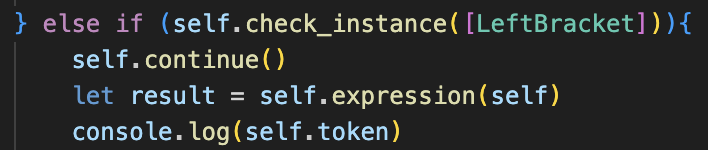 } else if (self.check_instance([LeftBracket])){
self.continue()
let result = self.expression(self)
console.log(self.token)